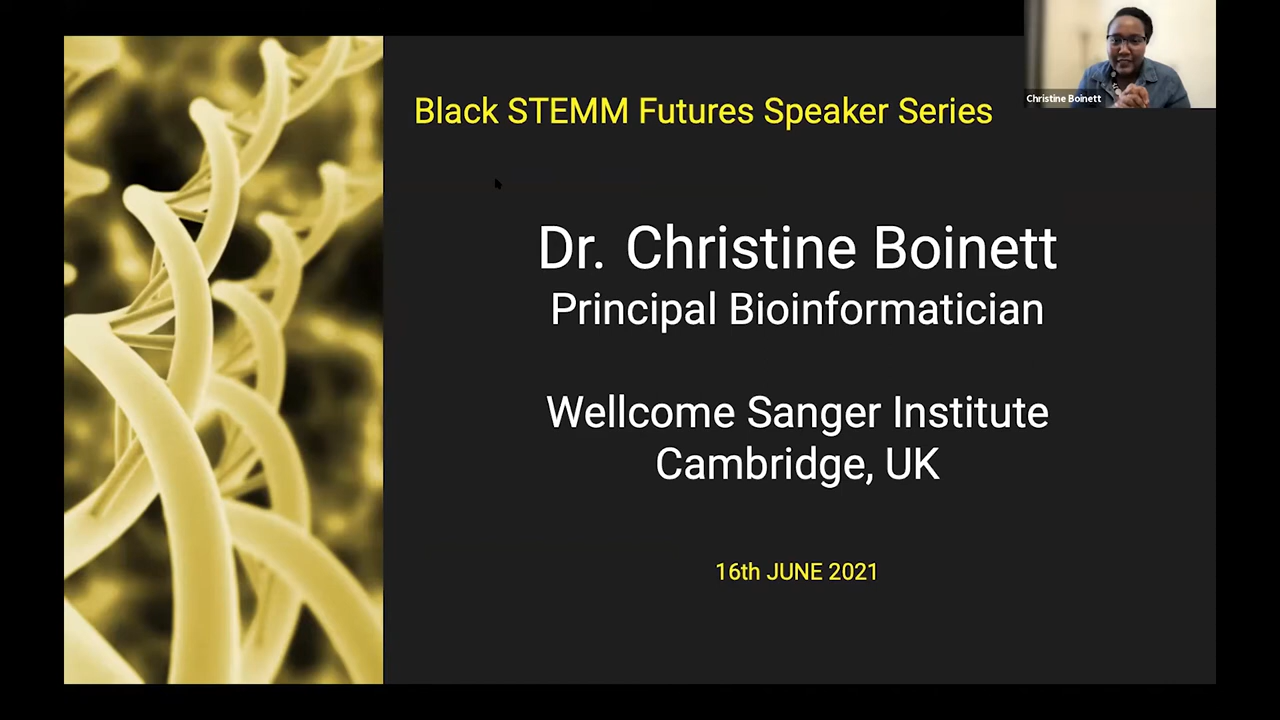 Black STEMM Futures Speaker Series
Christine Boinett
Dr. Christine Boinett
Principal Bioinformatician
Wellcome Sanger Institute
Cambridge, UK
16th JUNE 2021